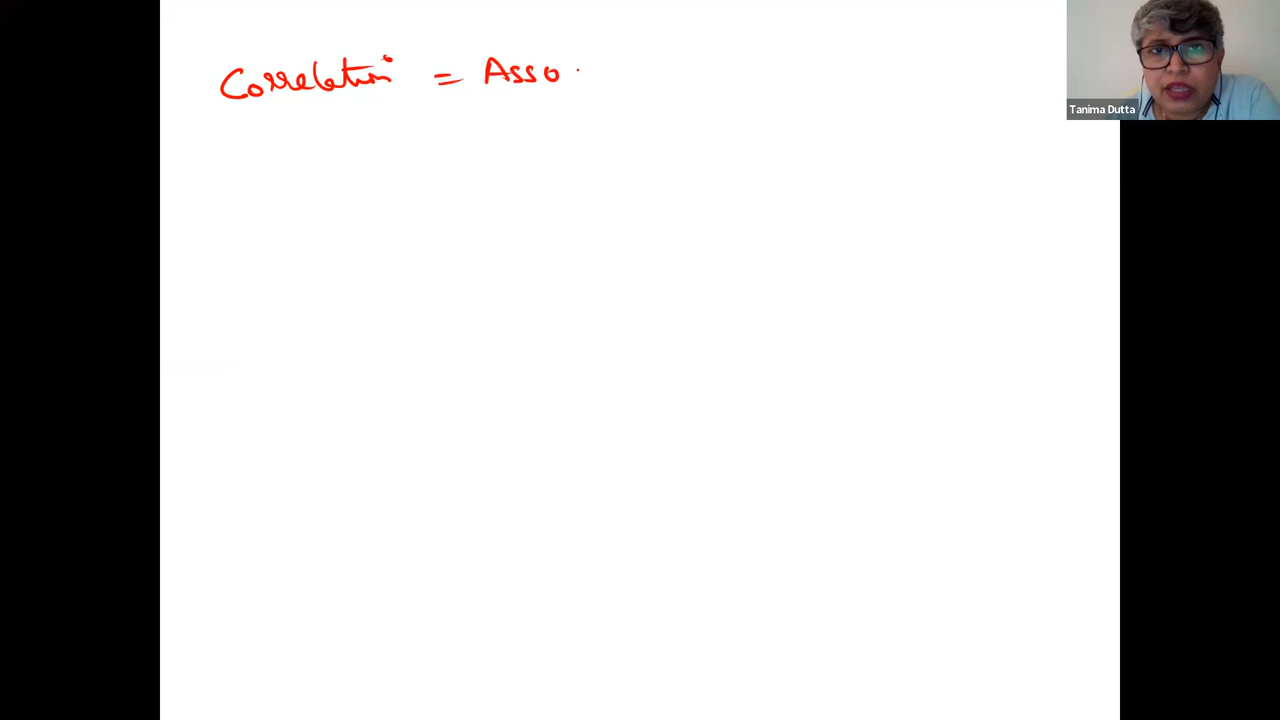 Correlation = Asso
Tanima Dutta